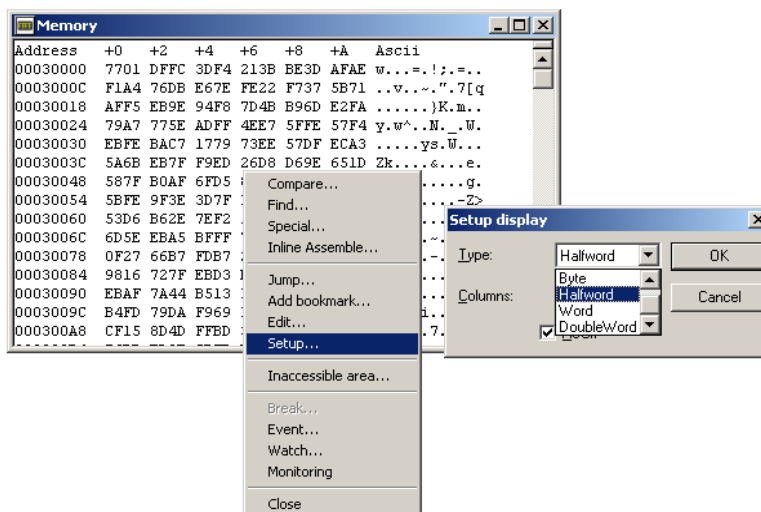 Memory
Address +0 +2 +4 +6 +8 +A Ascii
00030000 7701 DFFC 3DF4 213B BE3D AFAE w...=.!;.=..
0003000C F1A4 76DB E67E FE22 F737 5B71 ..v..~.".7[q
00030018 AFF5 EB9E 94F8 7D4B B96D E2FA ......}K.m..
00030024 79A7 775E ADFF 4EE7 5FFE 57F4 y.w^..N._.W.
00030030 EBFE BAC7 1779 73EE 57DF ECA3 .....ys.W...
0003003C 5A6B EB7F F9ED 26D8 D69E 651D Zk....&...e.
00030048 587F B0AF 6FD5
00030054 5BFE 9F3E 3D7F
00030060 53D6 B62E 7EF2
0003006C 6D5E EBA5 BFFF
00030078 0F27 66B7 FDB7
00030084 9816 727F EBD3
00030090 EBAF 7A44 B513
0003009C B4FD 79DA F969
000300A8 CF15 8D4D FFBD
Compare...
Find...
Special...
Inline Assemble...
Jump...
Add bookmark...
Edit...
Setup...
Inaccessible area...
Break...
Event...
Watch...
Monitoring
Close
Setup display
Type: Halfword OK
Byte
Columns: Halfword Cancel
Word
DoubleWord